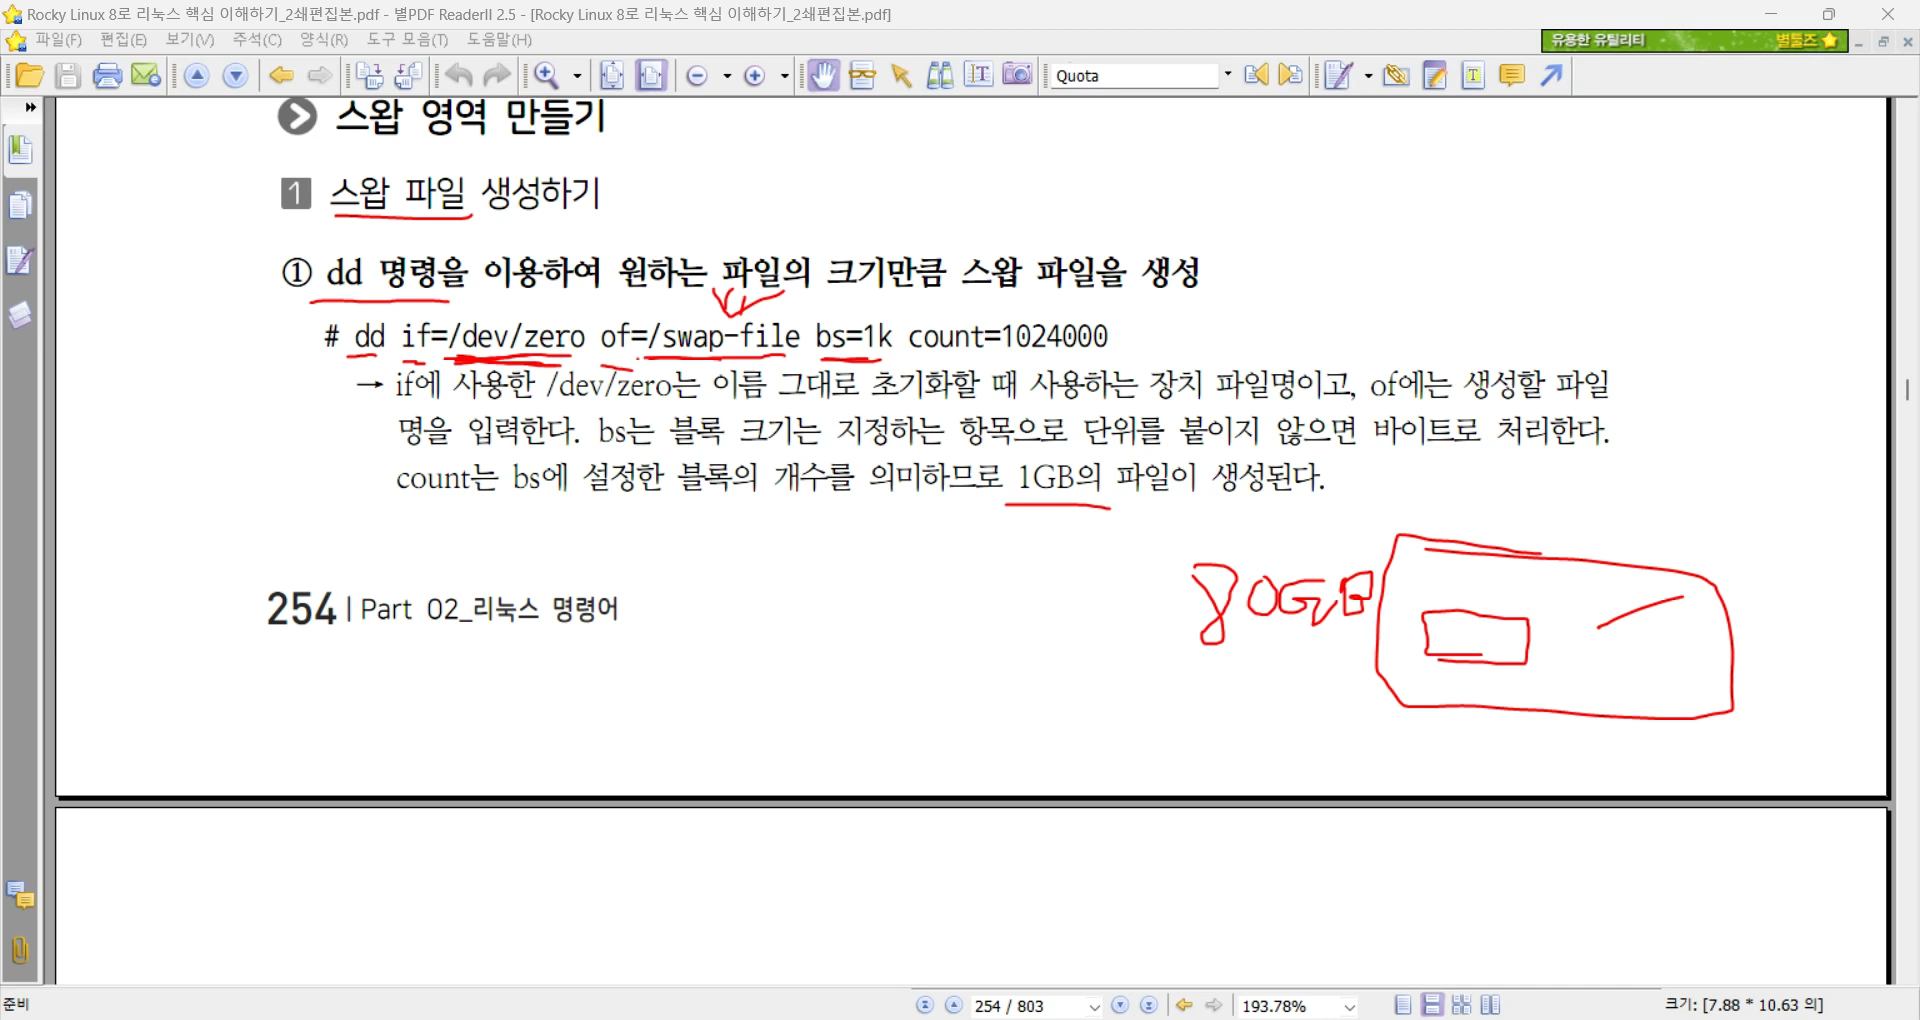 Rocky Linux 8로 리눅스 핵심 이해하기_2쇄편집본.pdf - 별PDF ReaderII 2.5 - [Rocky Linux 8로 리눅스 핵심 이해하기_2쇄편집본.pdf]
파일(F) 편집(E) 보기(V) 주석(C) 양식(R) 도구 모음(T) 도움말(H)
유용한 유틸리티 별툴즈
Quota
스왑 영역 만들기
1 스왑 파일 생성하기
① dd 명령을 이용하여 원하는 파일의 크기만큼 스왑 파일을 생성
# dd if=/dev/zero of=/swap-file bs=1k count=1024000
→ if에 사용한 /dev/zero는 이름 그대로 초기화할 때 사용하는 장치 파일명이고, of에는 생성할 파일
명을 입력한다. bs는 블록 크기는 지정하는 항목으로 단위를 붙이지 않으면 바이트로 처리한다.
count는 bs에 설정한 블록의 개수를 의미하므로 1GB의 파일이 생성된다.
80GB
254 | Part 02_리눅스 명령어
준비
254 / 803
193.78%
크기: [7.88 * 10.63 의]